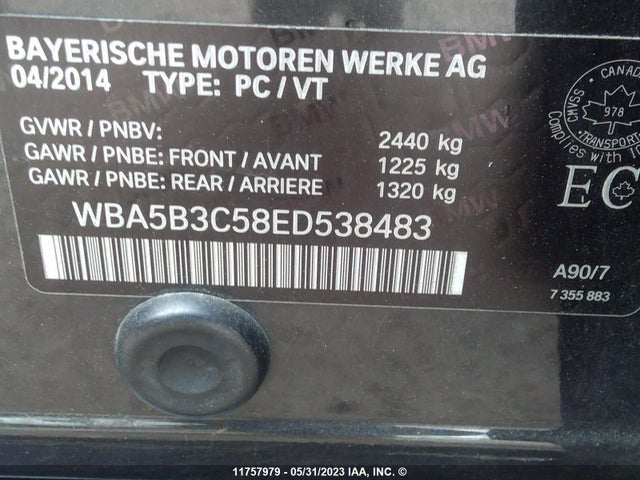 BAYERISCHE MOTOREN WERKE AG
04/2014 TYPE: PC / VT
GVWR / PNBV: 2440 kg
GAWR / PNBE: FRONT / AVANT 1225 kg
GAWR / PNBE: REAR / ARRIERE 1320 kg
WBA5B3C58ED538483
CMVSS · CANADA
978
TRANSPORT
Complies
EC
A90/7
7 355 883
BMW
11757979 - 05/31/2023 IAA, INC. ©